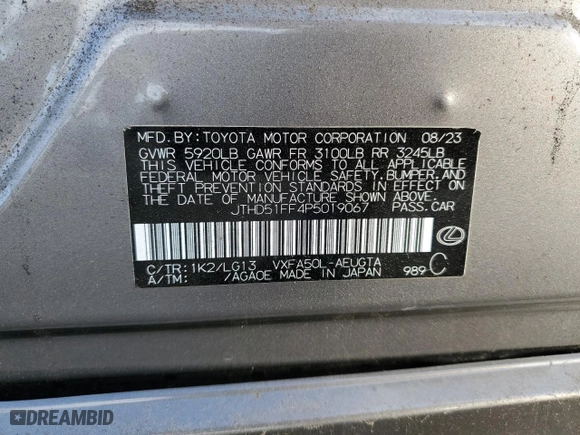 MFD. BY: TOYOTA MOTOR CORPORATION 08/23
GVWR 5920LB GAWR FR 3100LB RR 3245LB
THIS VEHICLE CONFORMS TO ALL APPLICABLE
FEDERAL MOTOR VEHICLE SAFETY, BUMPER, AND
THEFT PREVENTION STANDARDS IN EFFECT ON
THE DATE OF MANUFACTURE SHOWN ABOVE.
JTHD51FF4P5019067 PASS.CAR
C/TR: 1K2/LG13 VXFA50L-AEUGTA
A/TM: -/AGA0E MADE IN JAPAN 989 C
DREAMBID